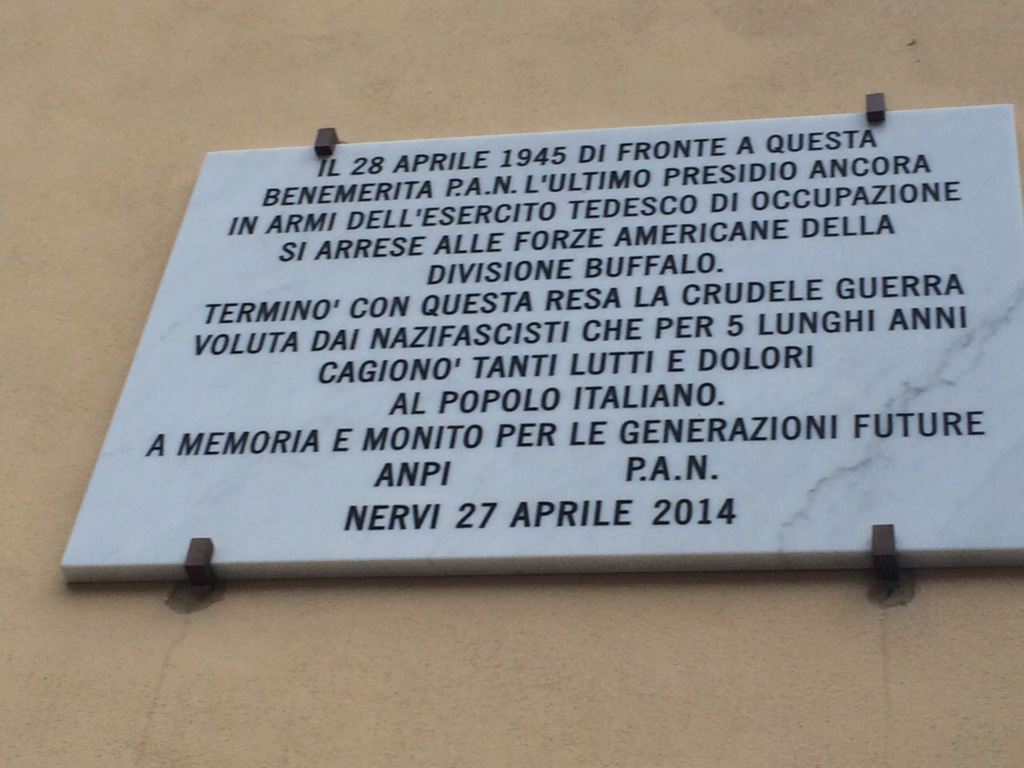 IL 28 APRILE 1945 DI FRONTE A QUESTA
BENEMERITA P.A.N. L'ULTIMO PRESIDIO ANCORA
IN ARMI DELL'ESERCITO TEDESCO DI OCCUPAZIONE
SI ARRESE ALLE FORZE AMERICANE DELLA
DIVISIONE BUFFALO.
TERMINO' CON QUESTA RESA LA CRUDELE GUERRA
VOLUTA DAI NAZIFASCISTI CHE PER 5 LUNGHI ANNI
CAGIONO' TANTI LUTTI E DOLORI
AL POPOLO ITALIANO.
A MEMORIA E MONITO PER LE GENERAZIONI FUTURE
ANPI P.A.N.
NERVI 27 APRILE 2014